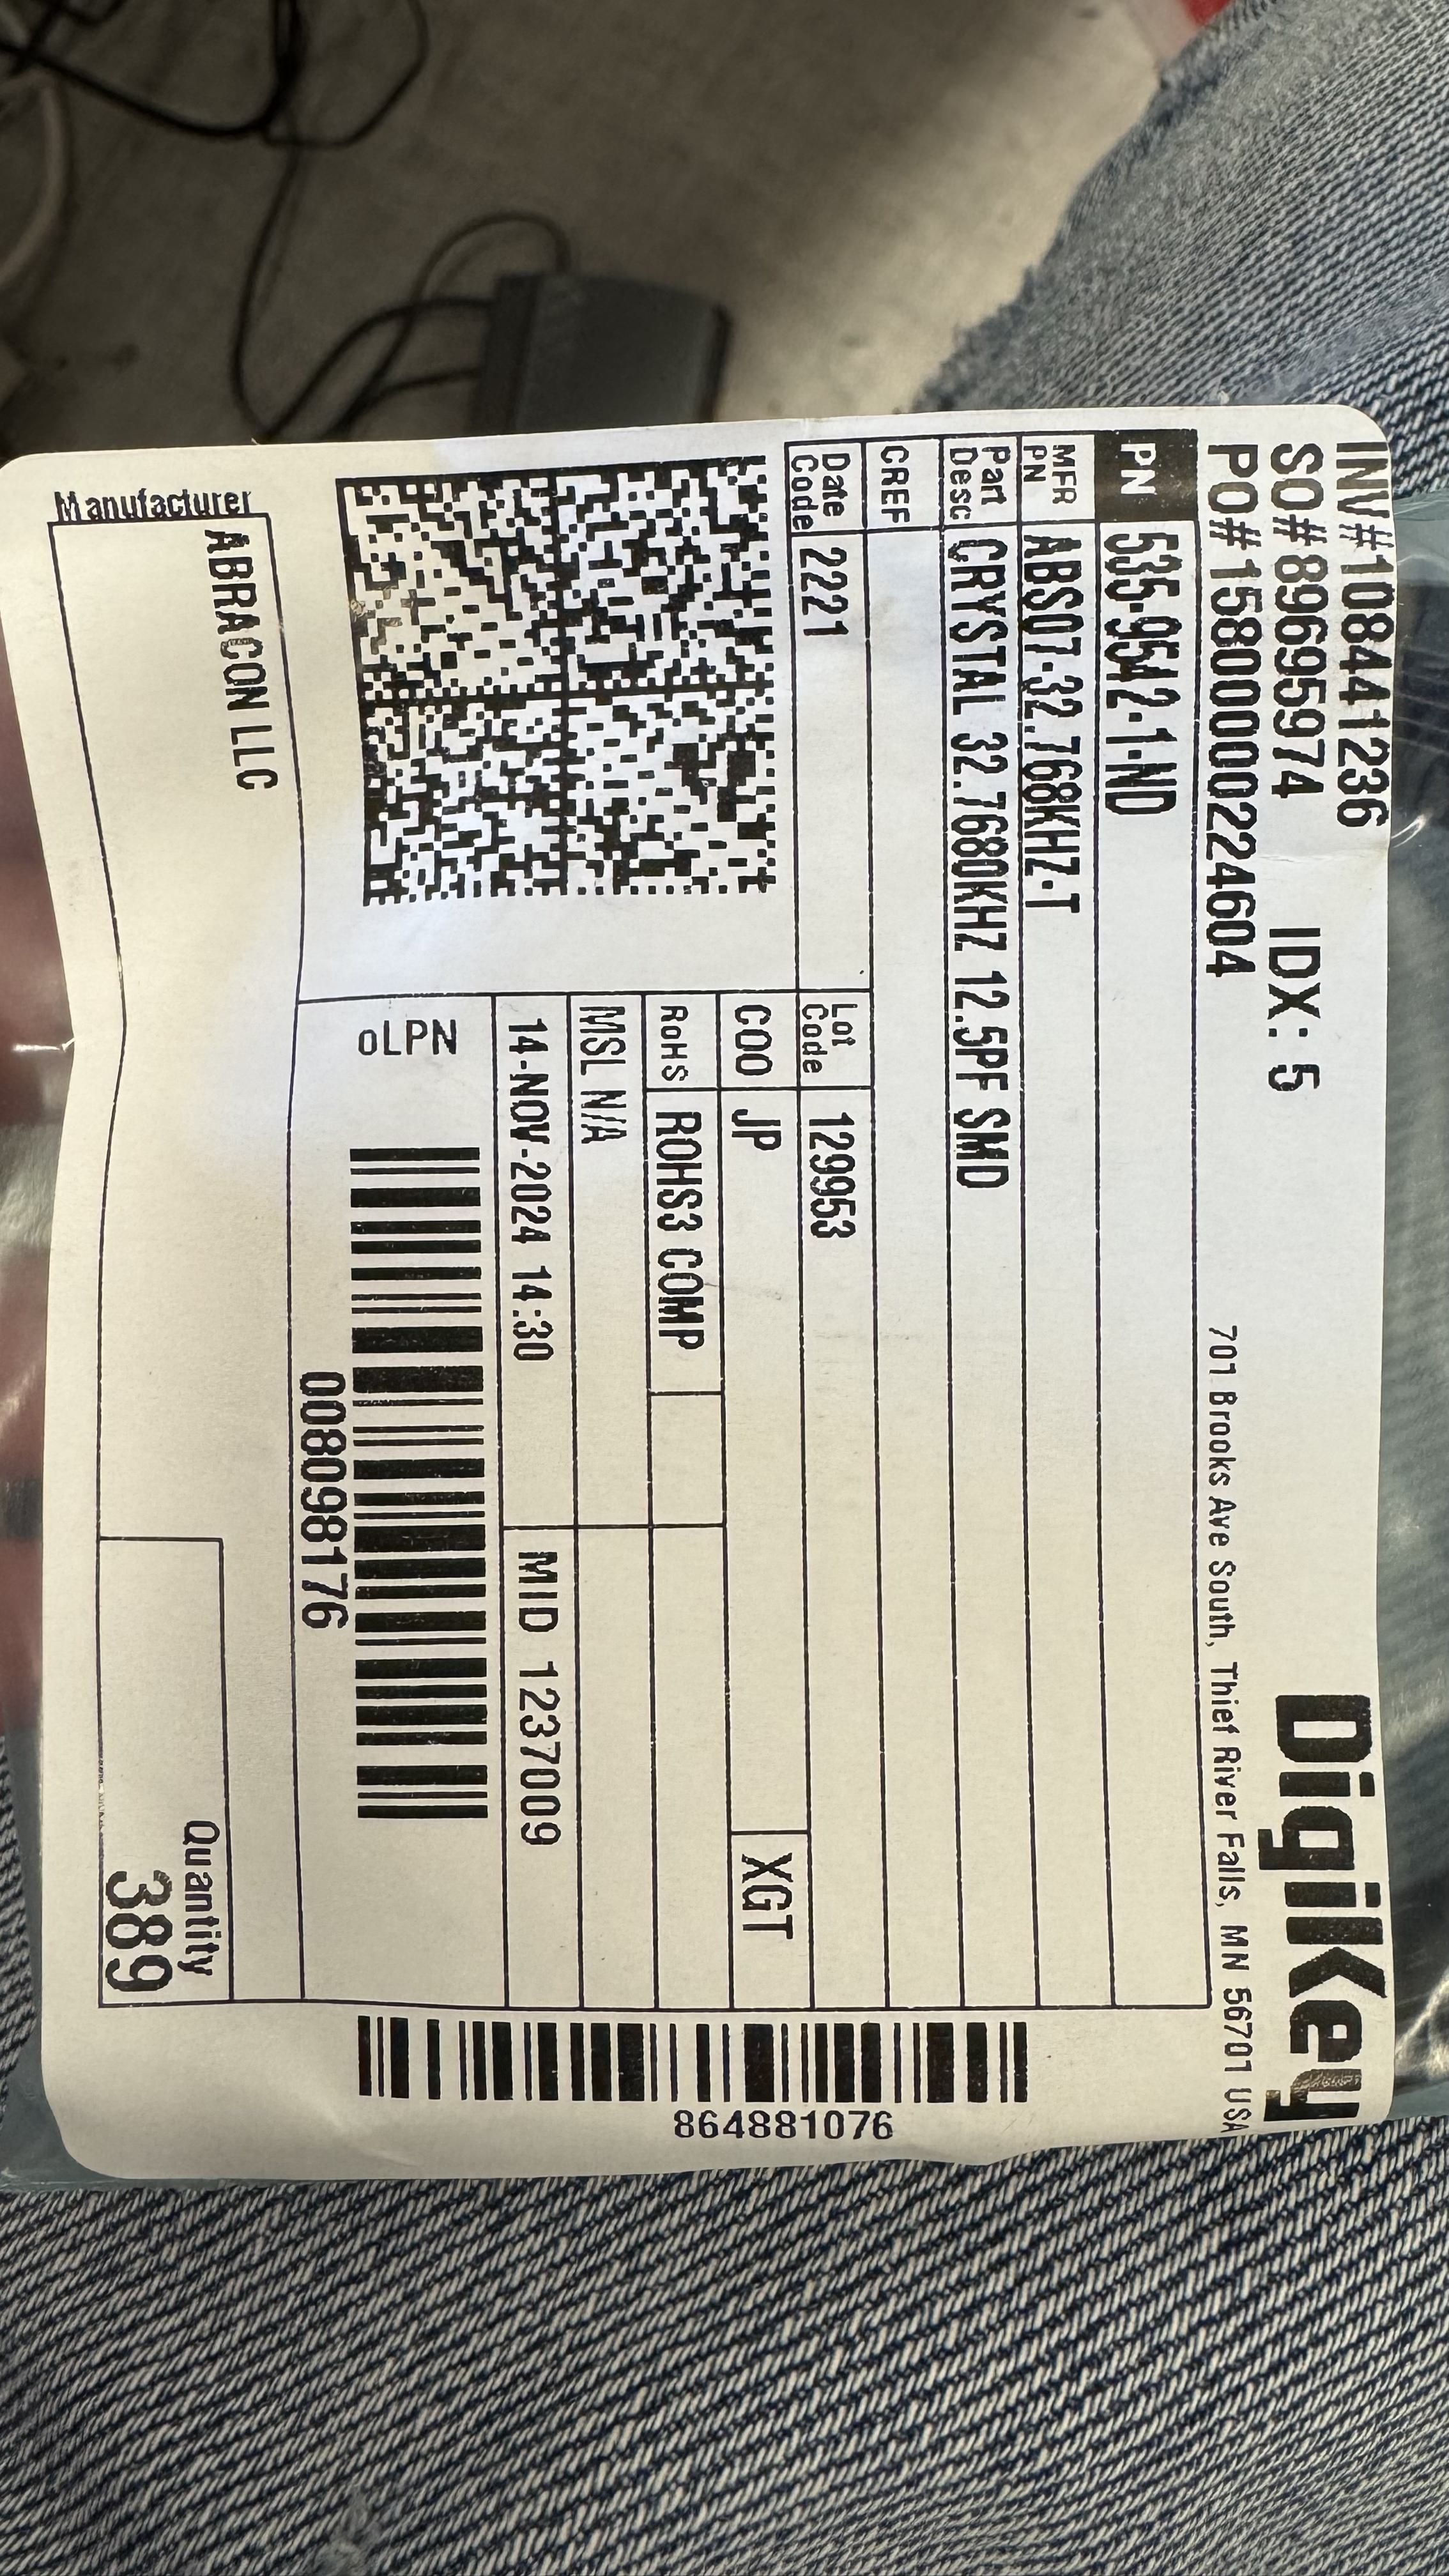 INV#108441236
SO# 89695974 IDX: 5
PO# 15800000224604
DigiKey
701 Brooks Ave South, Thief River Falls, MN 56701 USA
PN 535-9542-1-ND
MFR PN ABS07-32.768KHZ-T
Part Desc CRYSTAL 32.7680KHZ 12.5PF SMD
CREF
Date Code 2221
Lot Code 129953
COO JP XGT
RoHS ROHS3 COMP
MSL N/A
14-NOV-2024 14:30 MID 1237009
oLPN
008098176
Manufacturer
ABRACON LLC
Quantity
389
864881076